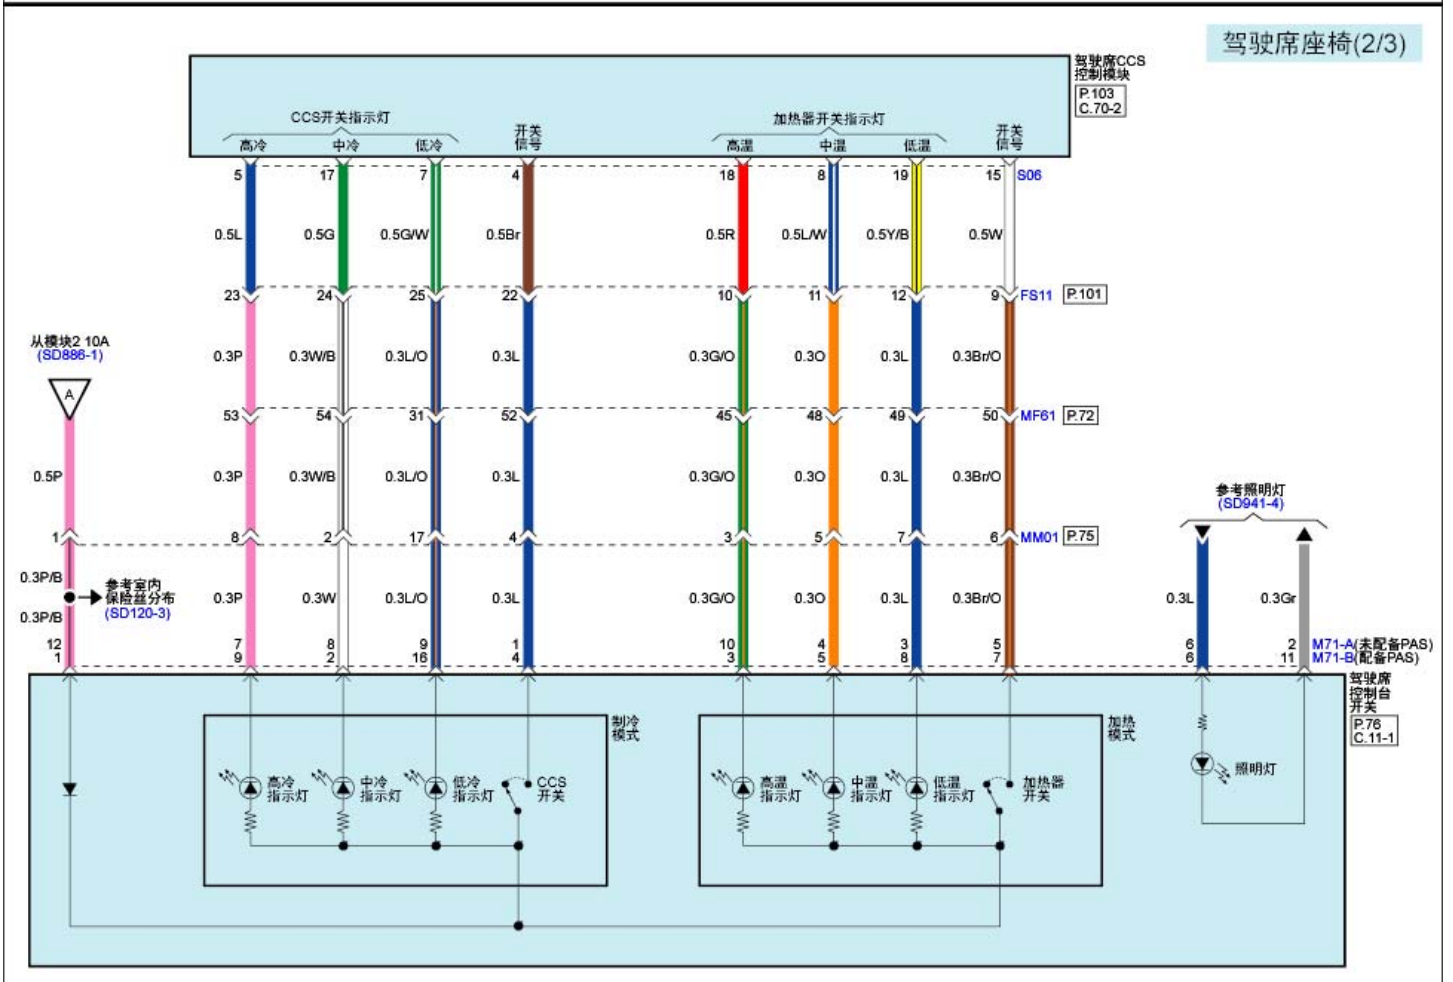 驾驶席座椅(2/3)
驾驶席CCS
控制模块
P.103
C.70-2
CCS开关指示灯
高冷 中冷 低冷
开关
信号
加热器开关指示灯
高温 中温 低温
开关
信号
5 17 7 4 18 8 19 15 S06
0.5L 0.5G 0.5G/W 0.5Br 0.5R 0.5L/W 0.5Y/B 0.5W
23 24 25 22 10 11 12 9 FS11 P.101
从模块2 10A
(SD886-1)
A
0.3P 0.3W/B 0.3L/O 0.3L 0.3G/O 0.3O 0.3L 0.3Br/O
53 54 31 52 45 48 49 50 MF61 P.72
0.5P 0.3P 0.3W/B 0.3L/O 0.3L 0.3G/O 0.3O 0.3L 0.3Br/O
参考照明灯
(SD941-4)
1 8 2 17 4 3 5 7 6 MM01 P.75
0.3P/B
参考室内
保险丝分布
(SD120-3)
0.3P/B
0.3P 0.3W 0.3L/O 0.3L 0.3G/O 0.3O 0.3L 0.3Br/O 0.3L 0.3Gr
12 7 8 9 1 10 4 3 5 6 2 M71-A(未配备PAS)
1 9 2 16 4 3 5 8 7 6 11 M71-B(配备PAS)
驾驶席
控制台
开关
P.76
C.11-1
制冷
模式
高冷
指示灯
中冷
指示灯
低冷
指示灯
CCS
开关
加热
模式
高温
指示灯
中温
指示灯
低温
指示灯
加热器
开关
照明灯